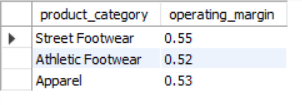 product_category operating_margin
Street Footwear 0.55
Athletic Footwear 0.52
Apparel 0.53